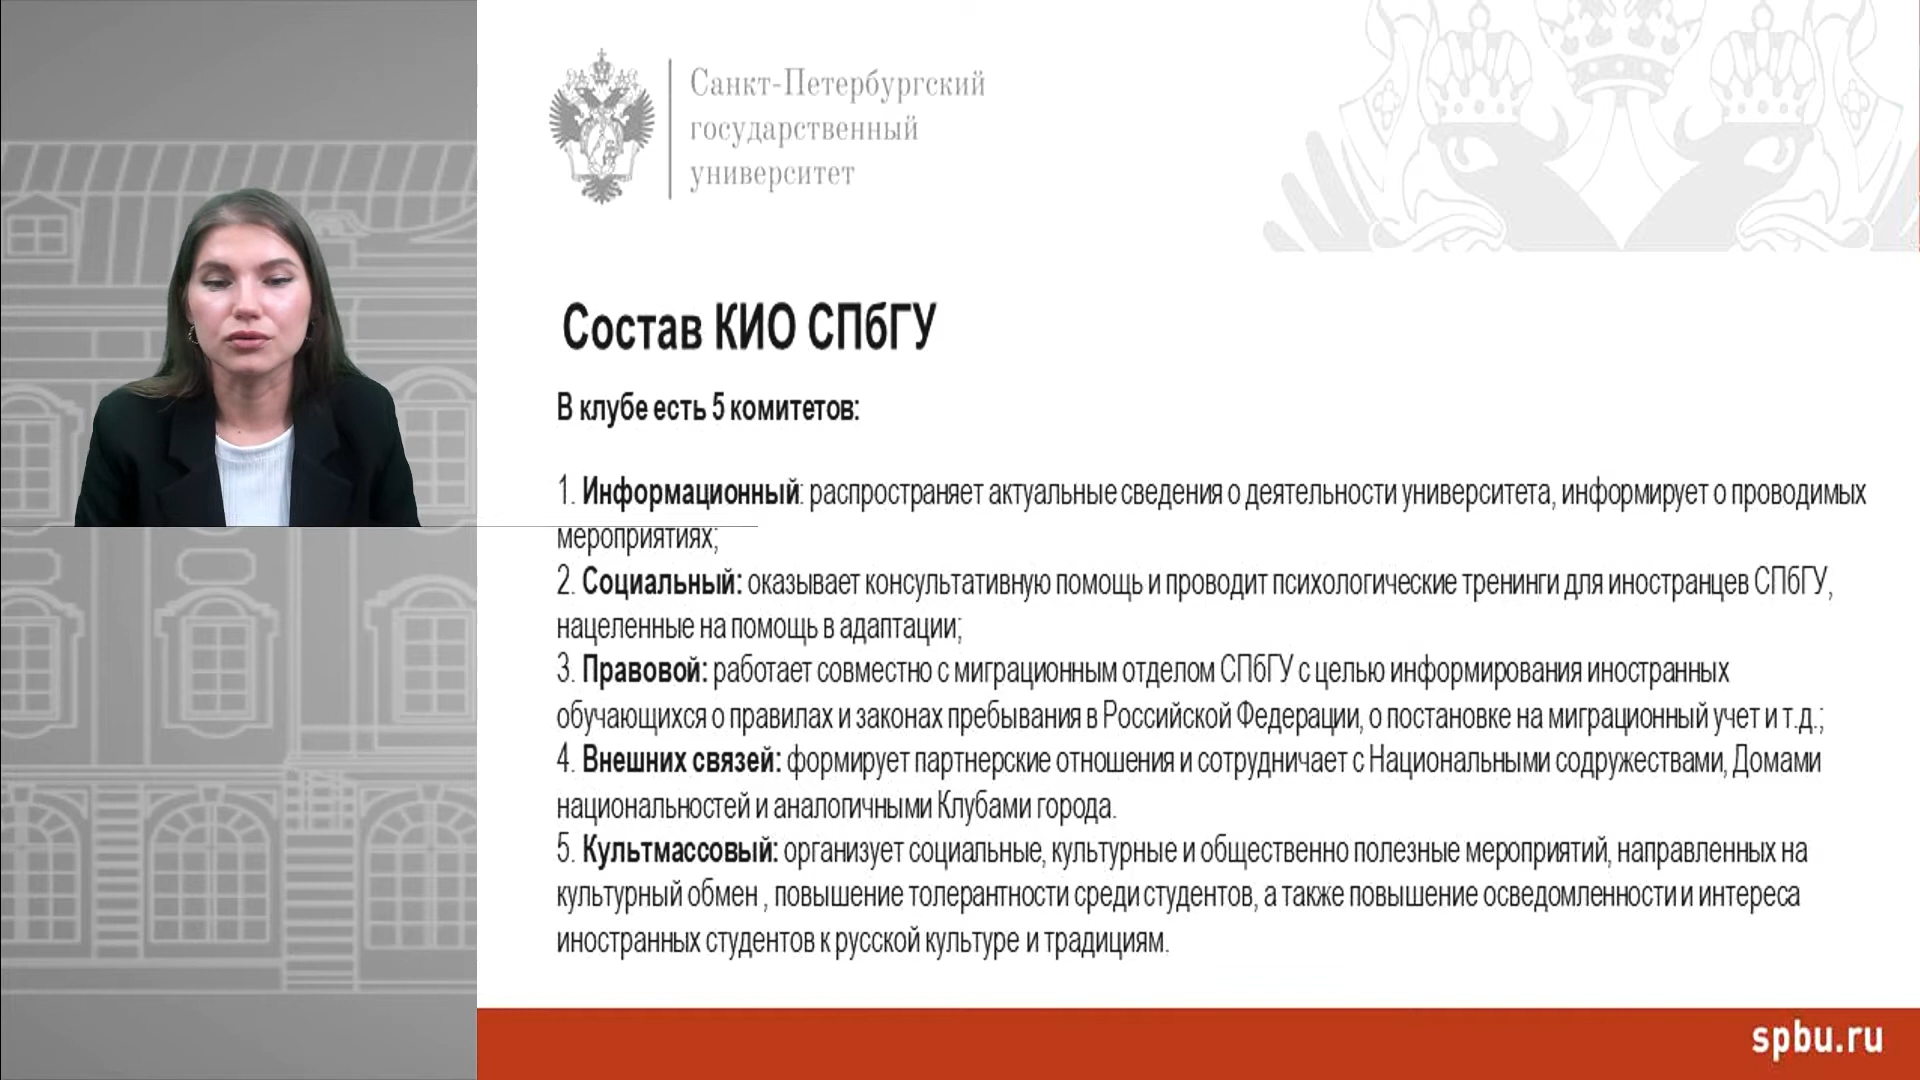 Санкт-Петербургский
государственный
университет
Состав КИО СПбГУ
В клубе есть 5 комитетов:
1. Информационный: распространяет актуальные сведения о деятельности университета, информирует о проводимых
мероприятиях;
2. Социальный: оказывает консультативную помощь и проводит психологические тренинги для иностранцев СПбГУ,
нацеленные на помощь в адаптации;
3. Правовой: работает совместно с миграционным отделом СПбГУ с целью информирования иностранных
обучающихся о правилах и законах пребывания в Российской Федерации, о постановке на миграционный учет и т.д.;
4. Внешних связей: формирует партнерские отношения и сотрудничает с Национальными содружествами, Домами
национальностей и аналогичными Клубами города.
5. Культмассовый: организует социальные, культурные и общественно полезные мероприятий, направленных на
культурный обмен , повышение толерантности среди студентов, а также повышение осведомленности и интереса
иностранных студентов к русской культуре и традициям.
spbu.ru